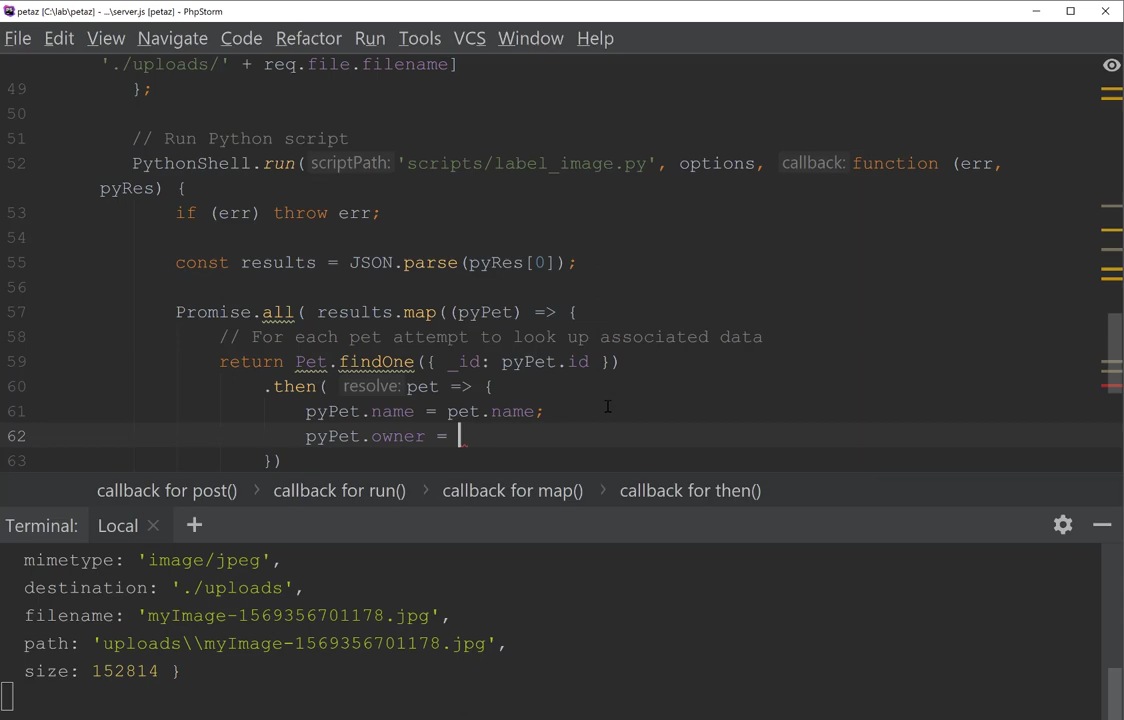 petaz [C:\lab\petaz] - ...\server.js [petaz] - PhpStorm
File Edit View Navigate Code Refactor Run Tools VCS Window Help
'./uploads/' + req.file.filename]
49 };
50
51 // Run Python script
52 PythonShell.run( scriptPath: 'scripts/label_image.py', options, callback: function (err,
pyRes) {
53 if (err) throw err;
54
55 const results = JSON.parse(pyRes[0]);
56
57 Promise.all( results.map((pyPet) => {
58 // For each pet attempt to look up associated data
59 return Pet.findOne({ _id: pyPet.id })
60 .then( resolve: pet => {
61 pyPet.name = pet.name;
62 pyPet.owner =
63 })
callback for post() > callback for run() > callback for map() > callback for then()
Terminal: Local × +
mimetype: 'image/jpeg',
destination: './uploads',
filename: 'myImage-1569356701178.jpg',
path: 'uploads\\myImage-1569356701178.jpg',
size: 152814 }